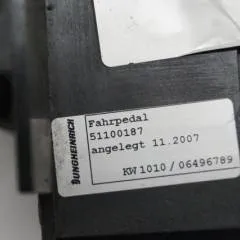 JUNGHEINRICH
Fahrpedal
51100187
angelegt 11.2007
KW 1010 / 06496789